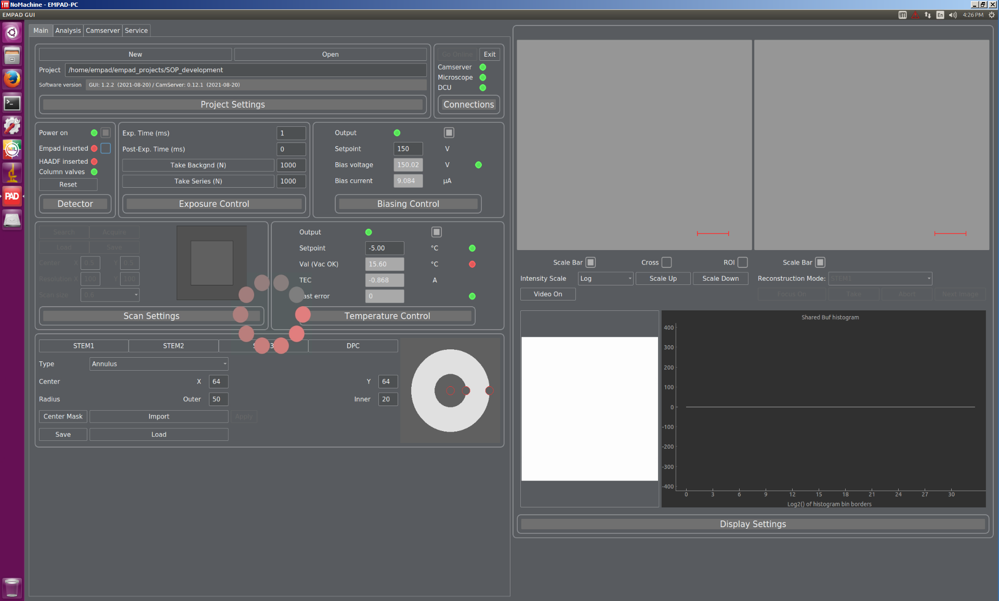 NoMachine - EMPAD-PC
EMPAD GUI
En
4:26 PM
Main Analysis Camserver Service
New Open
Project /home/empad/empad_projects/SOP_development
Software version GUI: 1.2.2 (2021-08-20) / CamServer: 0.12.1 (2021-08-20)
Project Settings
Go Online Exit
Camserver
Microscope
DCU
Connections
Power on
Empad inserted
HAADF inserted
Column valves
Reset
Detector
Exp. Time (ms) 1
Post-Exp. Time (ms) 0
Take Backgnd (N) 1000
Take Series (N) 1000
Exposure Control
Output
Setpoint 150 V
Bias voltage 150.02 V
Bias current 9.084 µA
Biasing Control
Search Acquire
Load Save
Center X 0.5 Y 0.5
Resolution X 100 Y 100
Scan size 0.6
Scan Settings
Output
Setpoint -5.00 °C
Val (Vac OK) 15.60 °C
TEC -0.868 A
ast error 0
Temperature Control
STEM1 STEM2 S 3 DPC
Type Annulus
Center X 64 Y 64
Radius Outer 50 Inner 20
Center Mask Import Apply
Save Load
MIL
PAD
Scale Bar Cross ROI Scale Bar
Intensity Scale Log Scale Up Scale Down Reconstruction Mode: STEM1
Video On Focus On Take Abort Next Image
Shared Buf histogram
400
300
200
100
0
-100
-200
-300
-400
0 3 6 9 12 15 18 21 24 27 30
Log2() of histogram bin borders
Display Settings